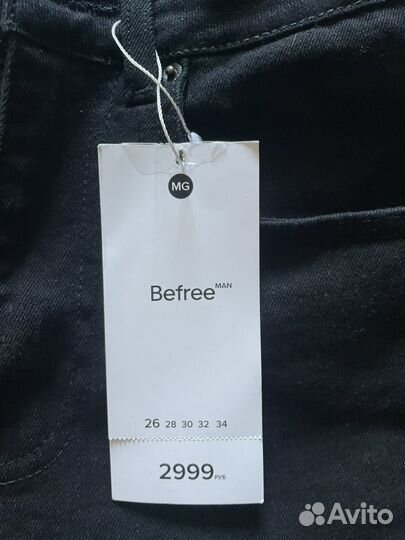 MG
Befree MAN
26 28 30 32 34
2999 РУБ
Avito